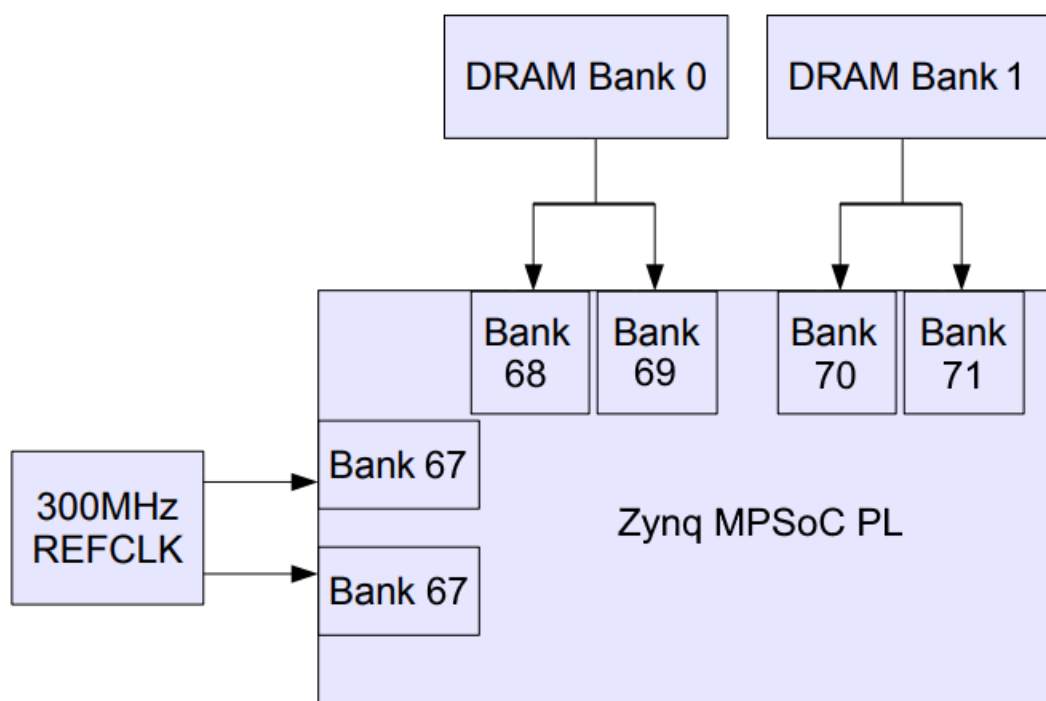 DRAM Bank 0
DRAM Bank 1
Bank
68
Bank
69
Bank
70
Bank
71
Bank 67
300MHz
REFCLK
Zynq MPSoC PL
Bank 67